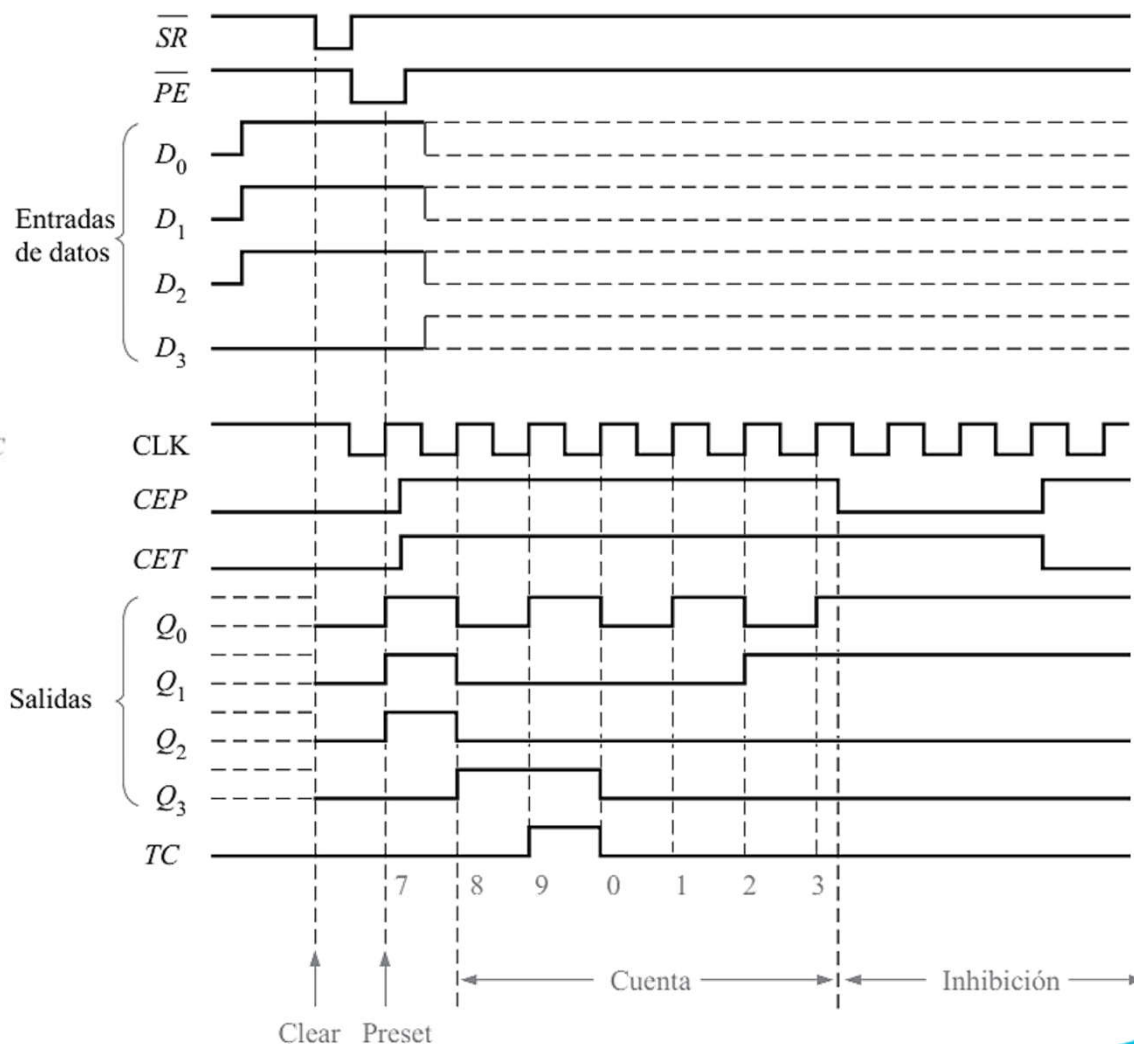 SR
PE
D0
D1
D2
D3
Entradas
de datos
CLK
CEP
CET
Q0
Q1
Q2
Q3
Salidas
TC
7 8 9 0 1 2 3
Cuenta Inhibición
Clear Preset